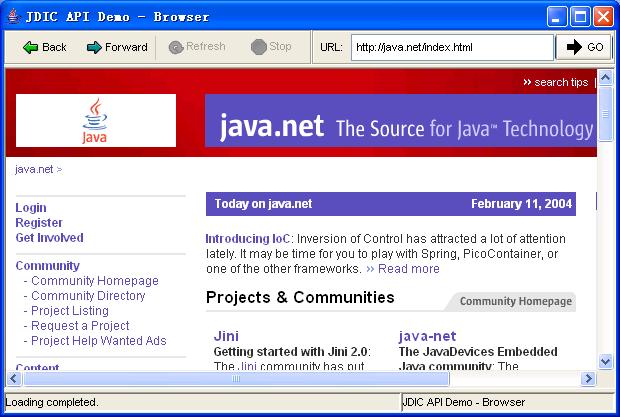 JDIC API Demo - Browser
Back Forward Refresh Stop URL: http://java.net/index.html GO
›› search tips |
Java
java.net The Source for Java™ Technology
java.net >
Login
Register
Get Involved
Community
- Community Homepage
- Community Directory
- Project Listing
- Request a Project
- Project Help Wanted Ads
Content
Today on java.net February 11, 2004
Introducing IoC: Inversion of Control has attracted a lot of attention
lately. It may be time for you to play with Spring, PicoContainer, or
one of the other frameworks. ›› Read more
Projects & Communities Community Homepage
Jini
Getting started with Jini 2.0:
The Jini community has put
java-net
The JavaDevices Embedded
Java community: The
Loading completed. JDIC API Demo - Browser